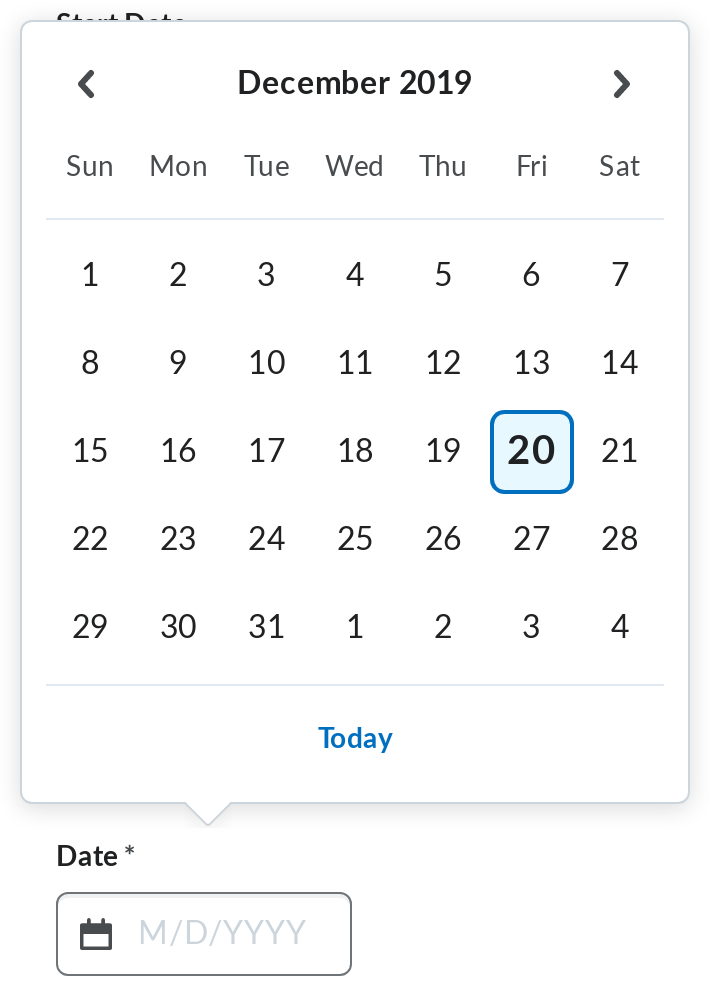 December 2019
Sun Mon Tue Wed Thu Fri Sat
1 2 3 4 5 6 7
8 9 10 11 12 13 14
15 16 17 18 19 20 21
22 23 24 25 26 27 28
29 30 31 1 2 3 4
Today
Date *
M/D/YYYY